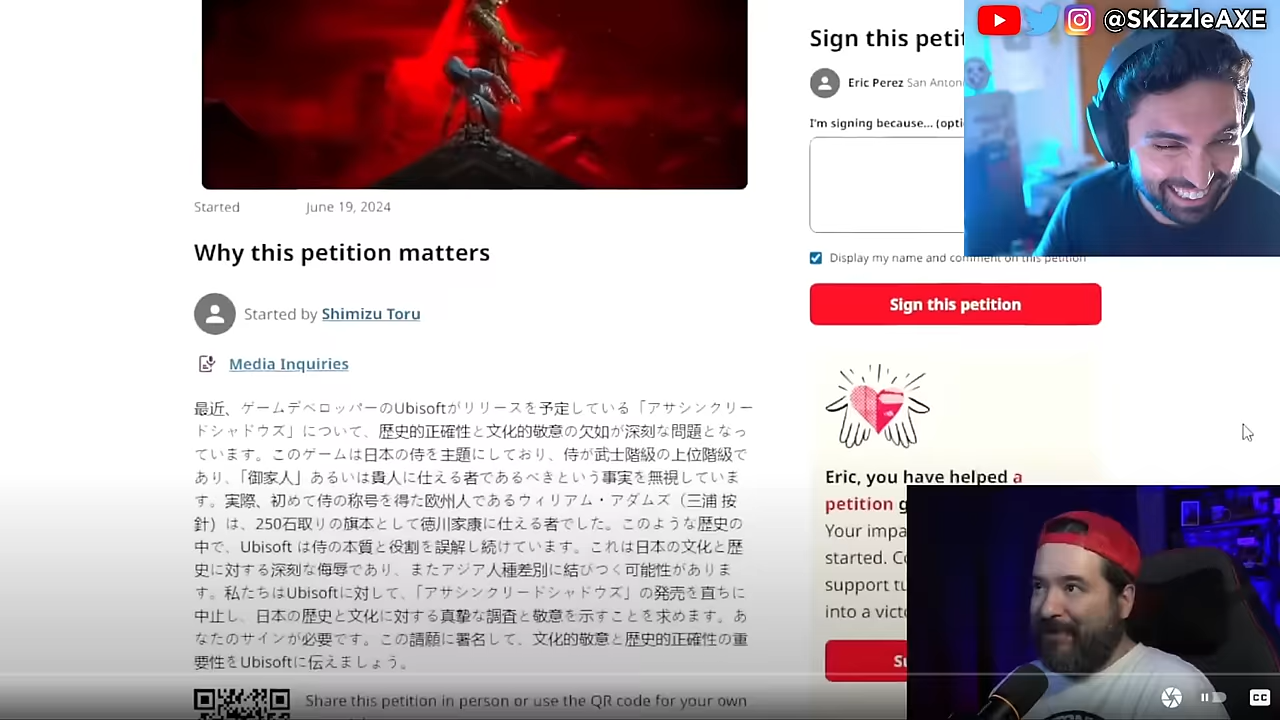 @SKizzleAXE
Sign this petit
Eric Perez San Anton
I'm signing because... (opti
Display my name and comment on this petition
Sign this petition
Started June 19, 2024
Why this petition matters
Started by Shimizu Toru
Media Inquiries
最近、ゲームデベロッパーのUbisoftがリリースを予定している「アサシンクリー
ドシャドウズ」について、歴史的正確性と文化的敬意の欠如が深刻な問題となっ
ています。このゲームは日本の侍を主題にしており、侍が武士階級の上位階級で
あり、「御家人」あるいは貴人に仕える者であるべきという事実を無視していま
す。実際、初めて侍の称号を得た欧州人であるウィリアム・アダムズ（三浦 按
針）は、250石取りの旗本として徳川家康に仕える者でした。このような歴史の
中で、Ubisoft は侍の本質と役割を誤解し続けています。これは日本の文化と歴
史に対する深刻な侮辱であり、またアジア人種差別に結びつく可能性がありま
す。私たちはUbisoftに対して、「アサシンクリードシャドウズ」の発売を直ちに
中止し、日本の歴史と文化に対する真摯な調査と敬意を示すことを求めます。あ
なたのサインが必要です。この請願に署名して、文化的敬意と歴史的正確性の重
要性をUbisoftに伝えましょう。
Share this petition in person or use the QR code for your own
Eric, you have helped a
petition g
Your impa
started. Co
support tu
into a victo
Su
CC